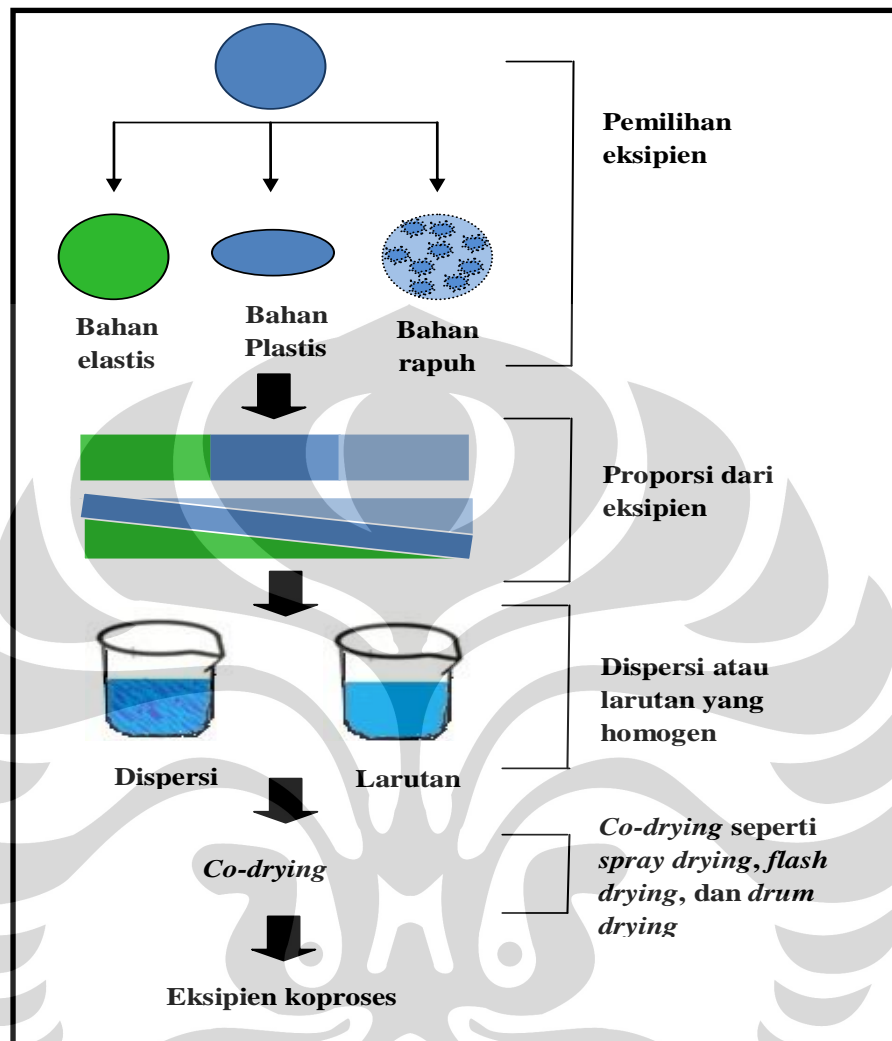 Pemilihan
eksipien
Bahan
elastis
Bahan
Plastis
Bahan
rapuh
Proporsi dari
eksipien
Dispersi atau
larutan yang
homogen
Dispersi
Larutan
Co-drying seperti
spray drying, flash
drying, dan drum
drying
Co-drying
Eksipien koproses